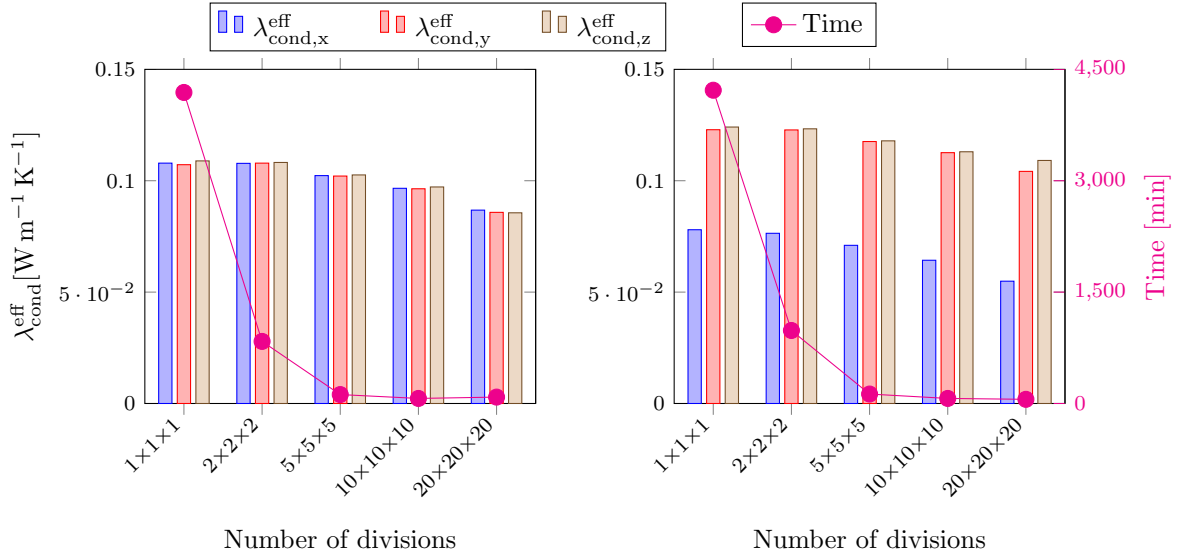 λ^eff_cond,x λ^eff_cond,y λ^eff_cond,z Time
λ^eff_cond [W m⁻¹ K⁻¹]
0.15
0.1
5 · 10⁻²
0
1×1×1
2×2×2
5×5×5
10×10×10
20×20×20
Number of divisions
0.15
0.1
5 · 10⁻²
0
1×1×1
2×2×2
5×5×5
10×10×10
20×20×20
Number of divisions
4,500
3,000
1,500
0
Time [min]